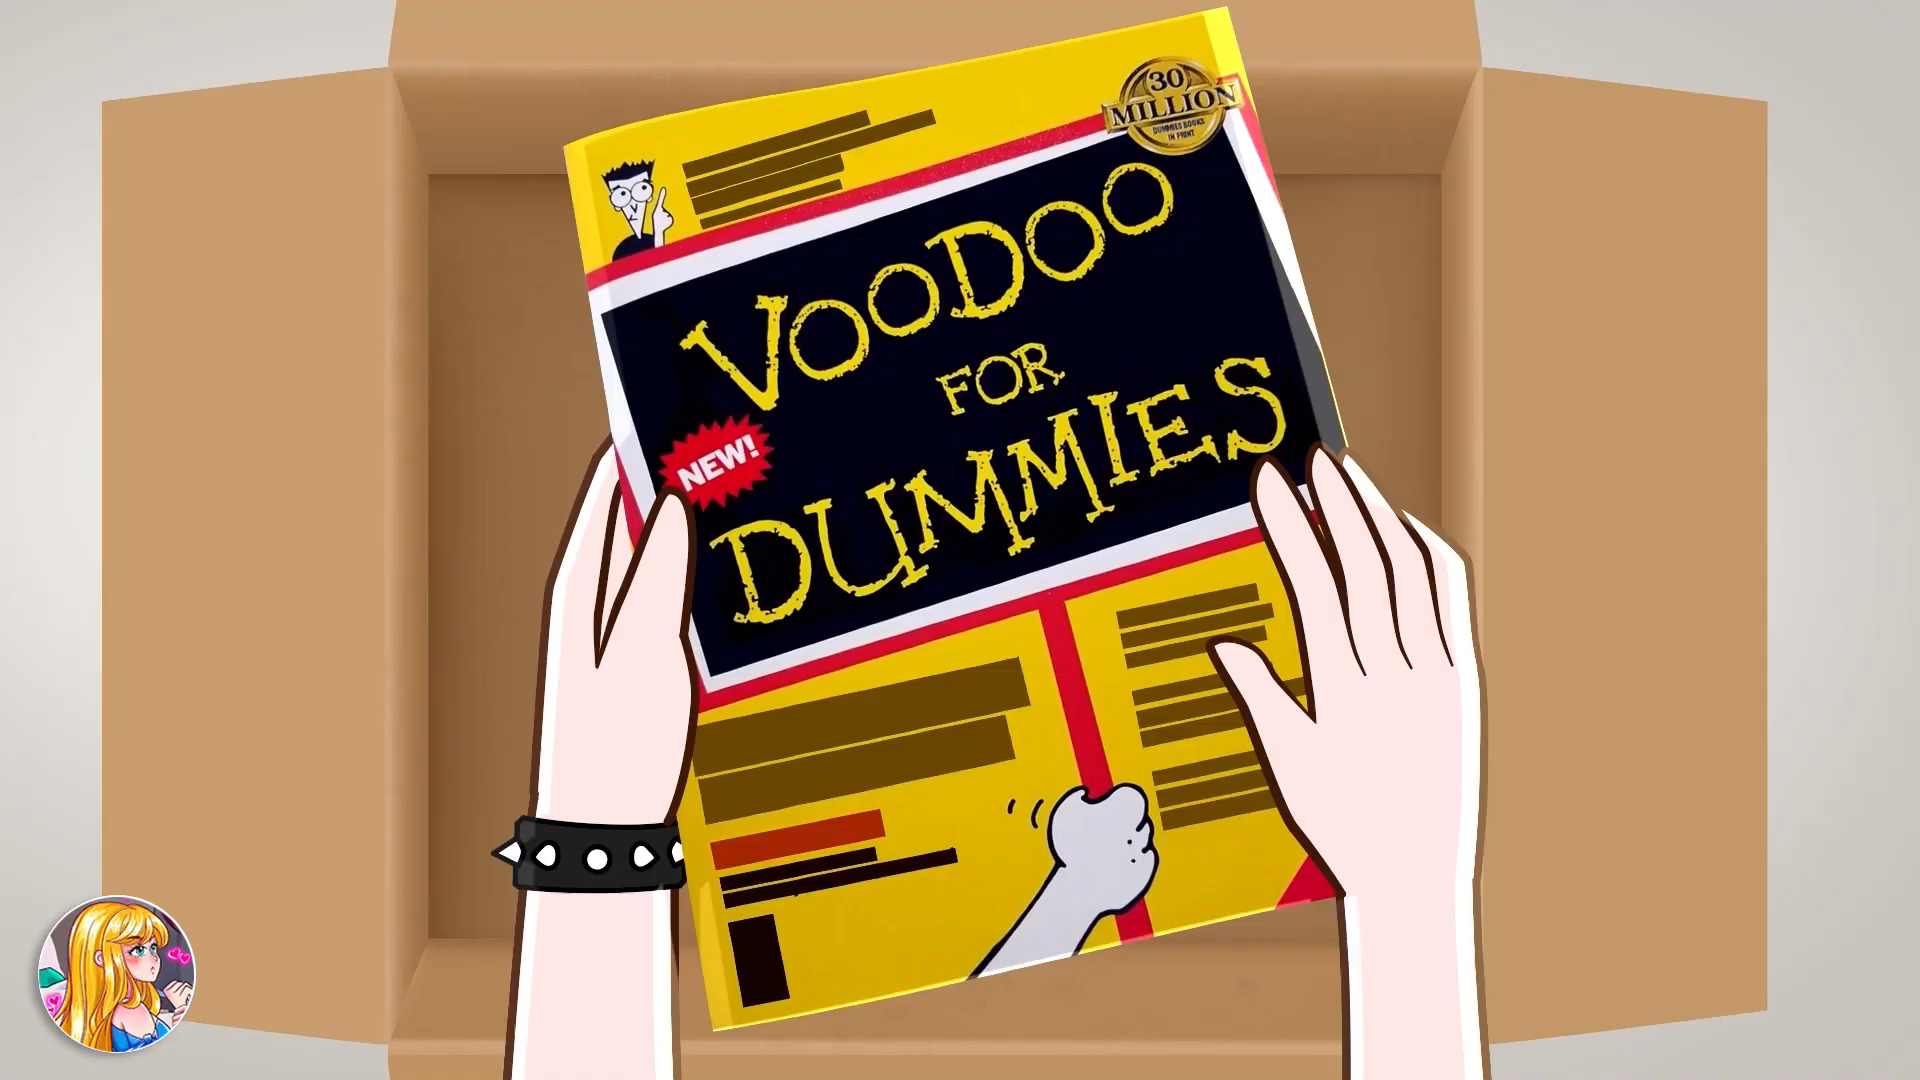 30
MILLION
DUMMIES BOOKS
IN PRINT
VOODOO
FOR
NEW!
DUMMIES